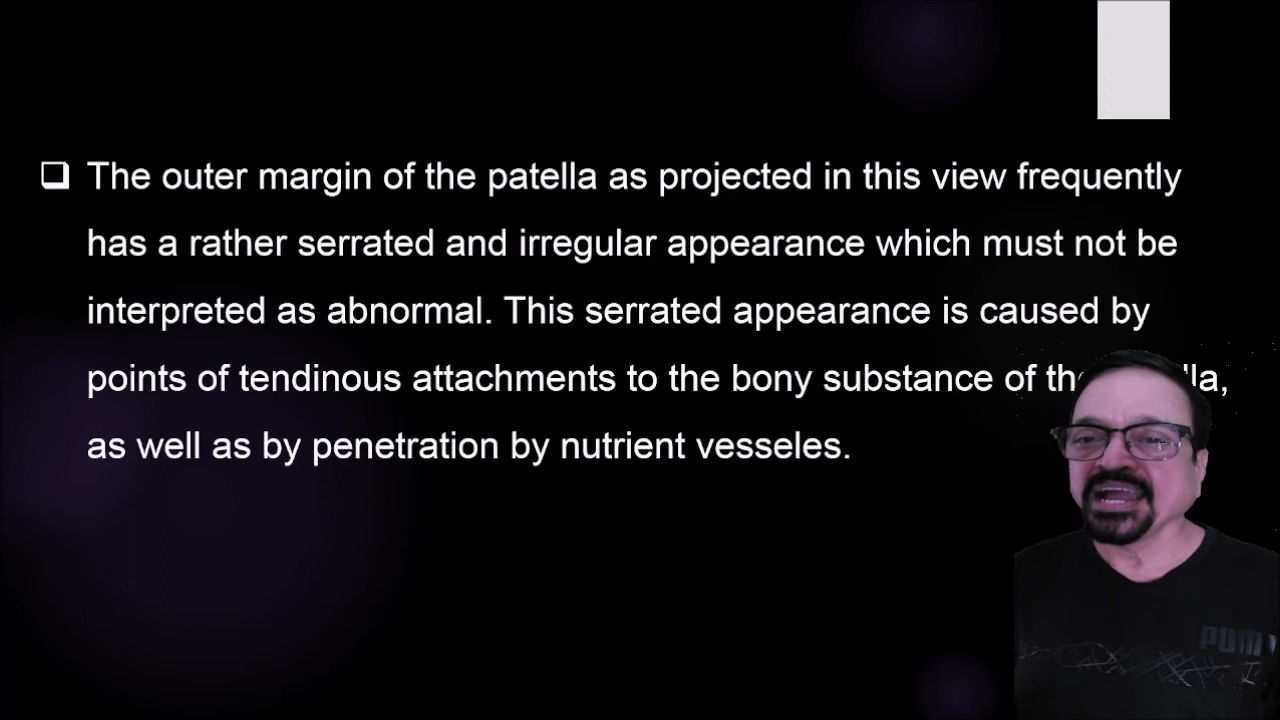 The outer margin of the patella as projected in this view frequently
has a rather serrated and irregular appearance which must not be
interpreted as abnormal. This serrated appearance is caused by
points of tendinous attachments to the bony substance of
as well as by penetration by nutrient vesseles.
PUM